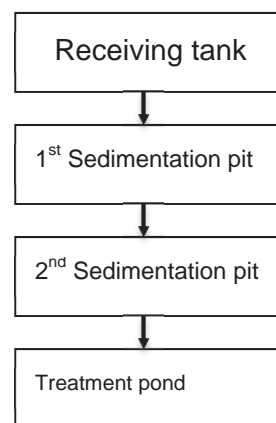 Receiving tank
1st Sedimentation pit
2nd Sedimentation pit
Treatment pond